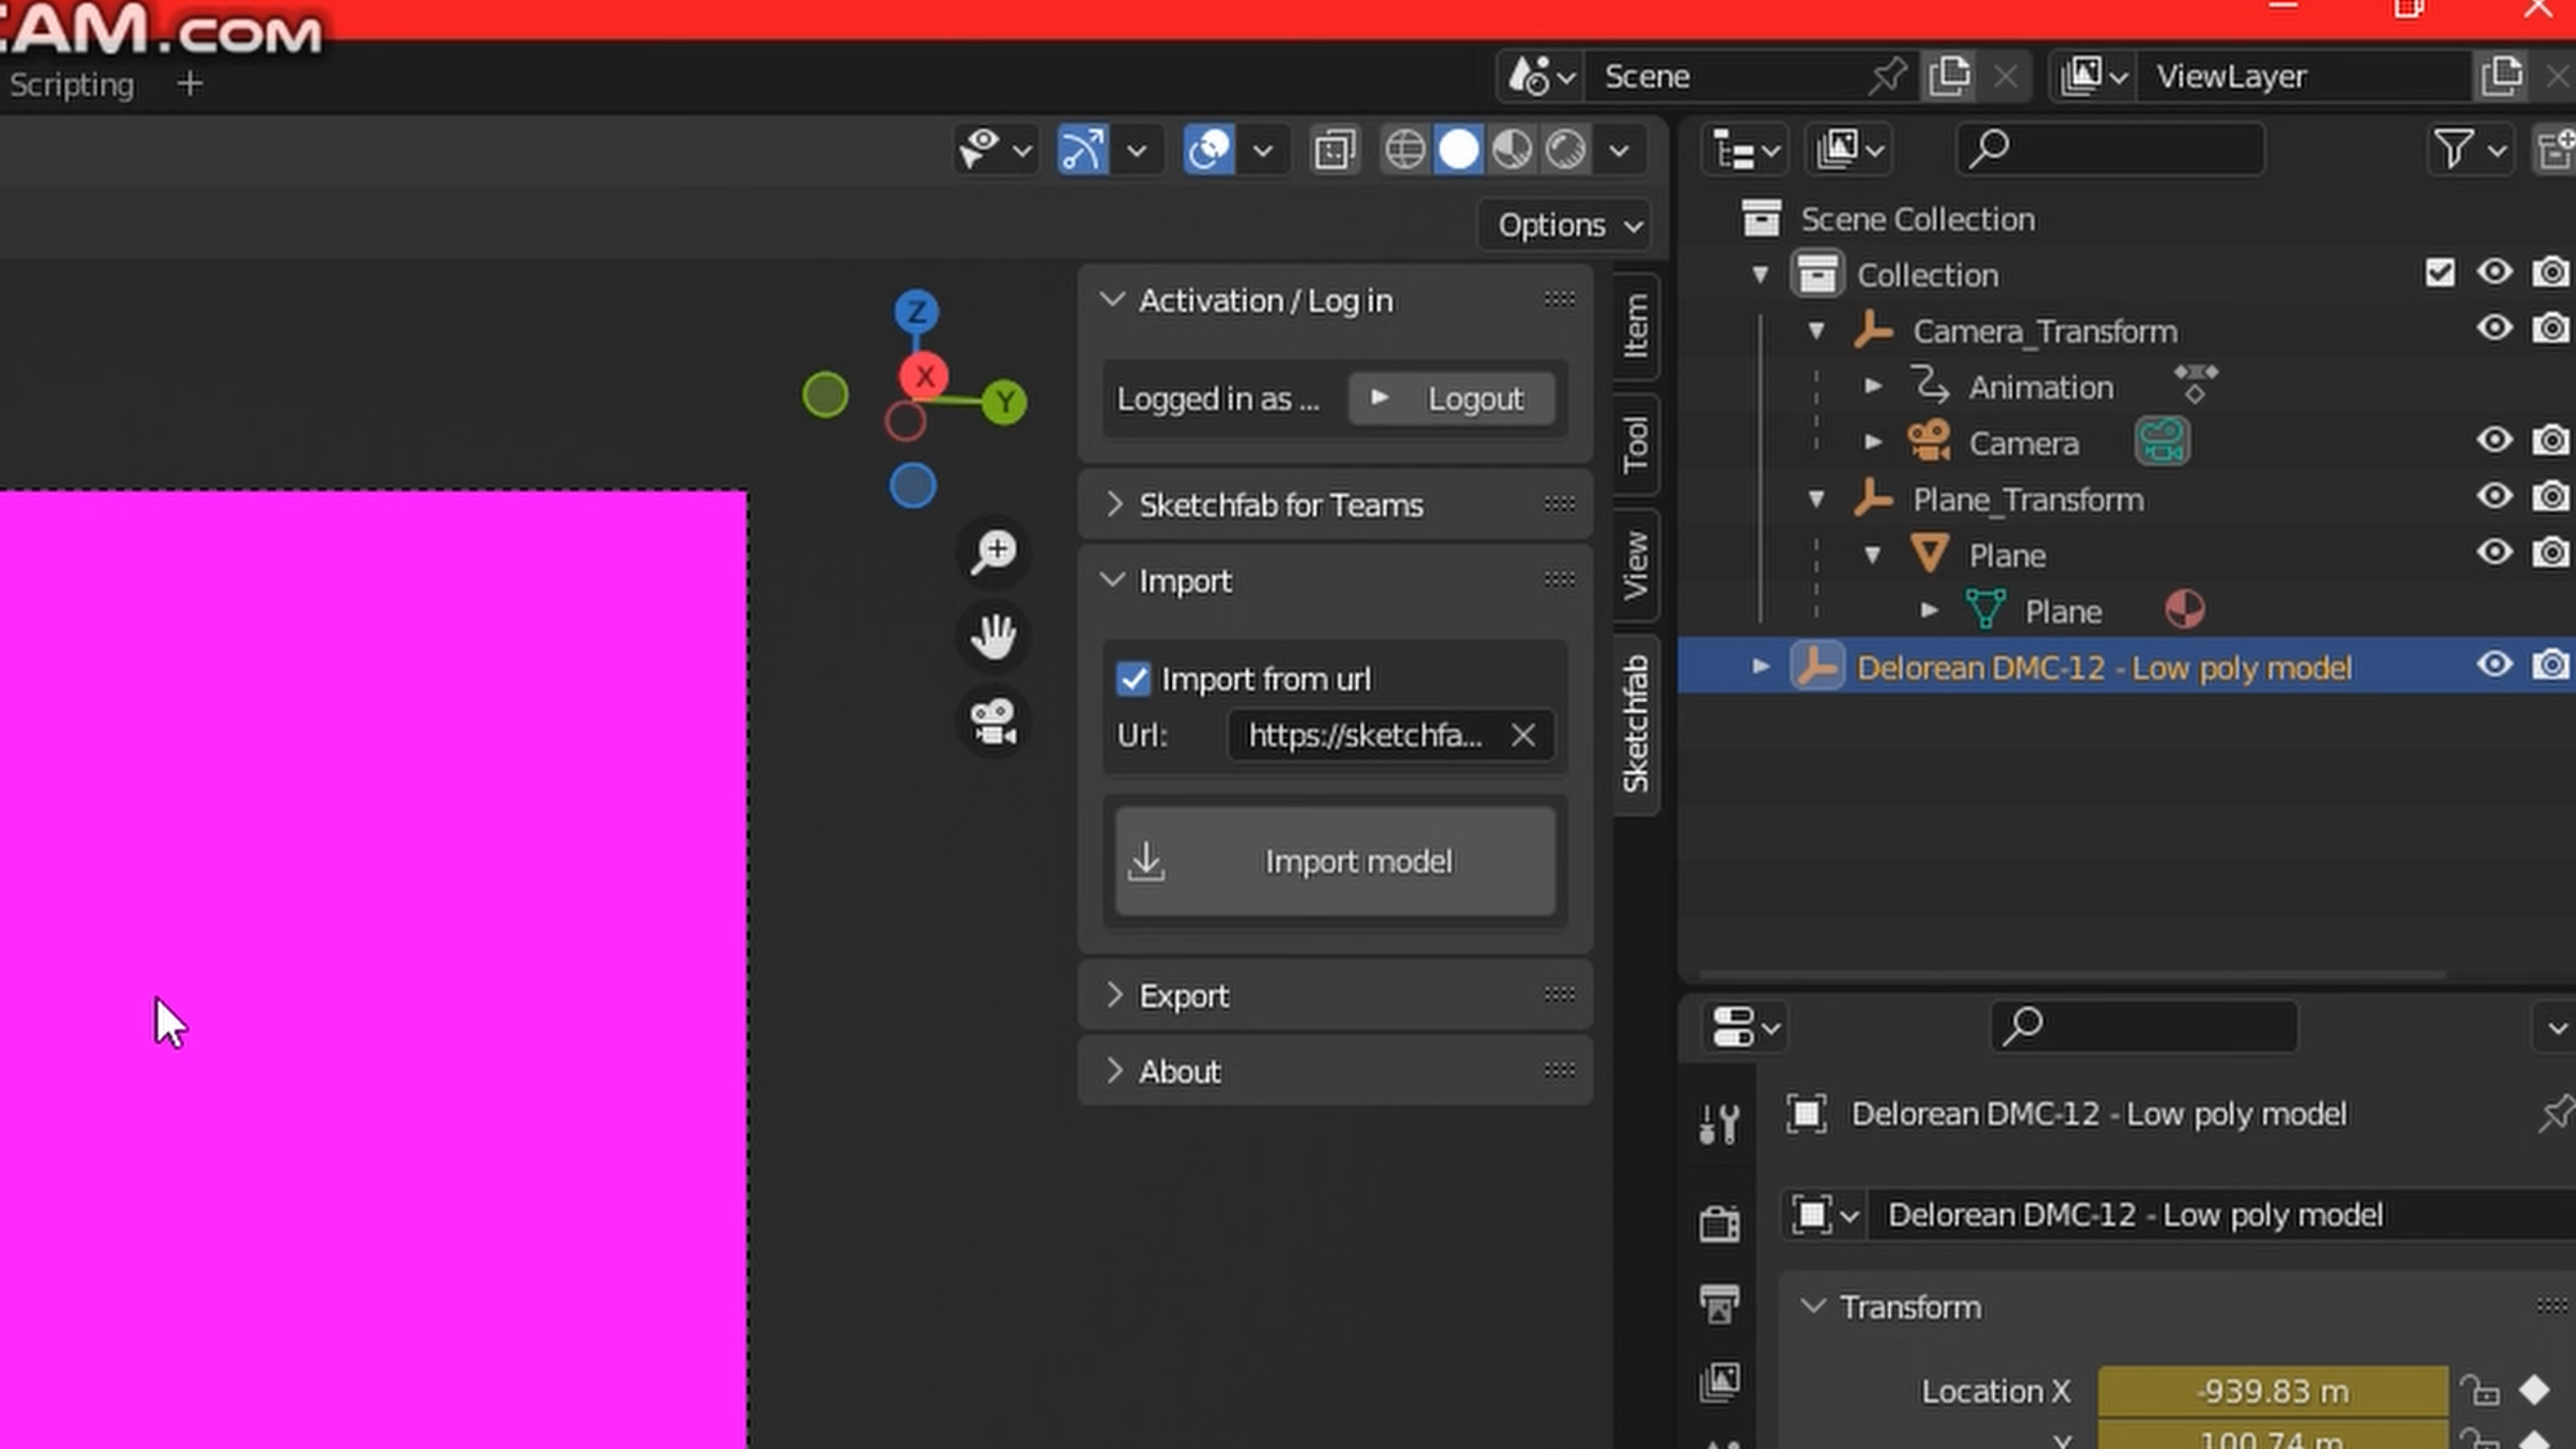 CAM.COM
Scripting +
Scene
ViewLayer
Options
Scene Collection
Collection
Camera_Transform
Animation
Camera
Plane_Transform
Plane
Plane
Delorean DMC-12 - Low poly model
Z
X
Y
Activation / Log in
Logged in as ...
Logout
Sketchfab for Teams
Import
Import from url
Url: https://sketchfa...
Import model
Export
About
Item
Tool
View
Sketchfab
Delorean DMC-12 - Low poly model
Delorean DMC-12 - Low poly model
Transform
Location X -939.83 m
Y 100.74 m